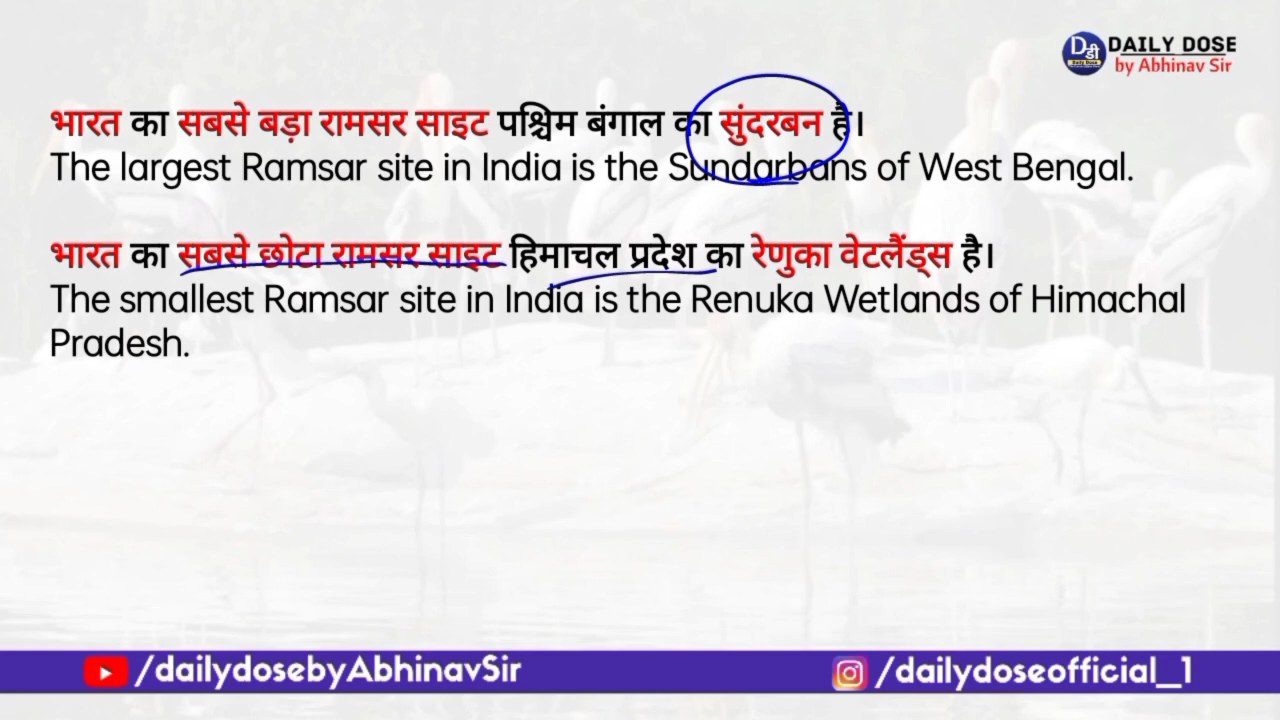 DAILY DOSE
by Abhinav Sir
भारत का सबसे बड़ा रामसर साइट पश्चिम बंगाल का सुंदरबन है।
The largest Ramsar site in India is the Sundarbans of West Bengal.
भारत का सबसे छोटा रामसर साइट हिमाचल प्रदेश का रेणुका वेटलैंड्स है।
The smallest Ramsar site in India is the Renuka Wetlands of Himachal
Pradesh.
/dailydosebyAbhinavSir
/dailydoseofficial_1